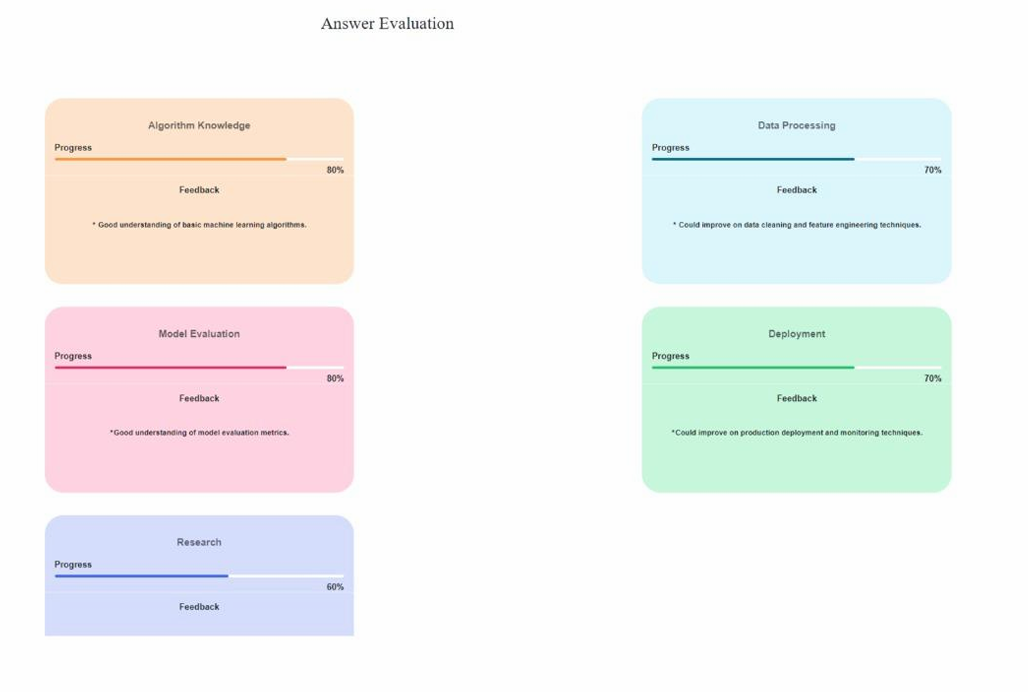 Answer Evaluation
Algorithm Knowledge
Progress
80%
Feedback
* Good understanding of basic machine learning algorithms.
Data Processing
Progress
70%
Feedback
* Could improve on data cleaning and feature engineering techniques.
Model Evaluation
Progress
80%
Feedback
*Good understanding of model evaluation metrics.
Deployment
Progress
70%
Feedback
*Could improve on production deployment and monitoring techniques.
Research
Progress
60%
Feedback